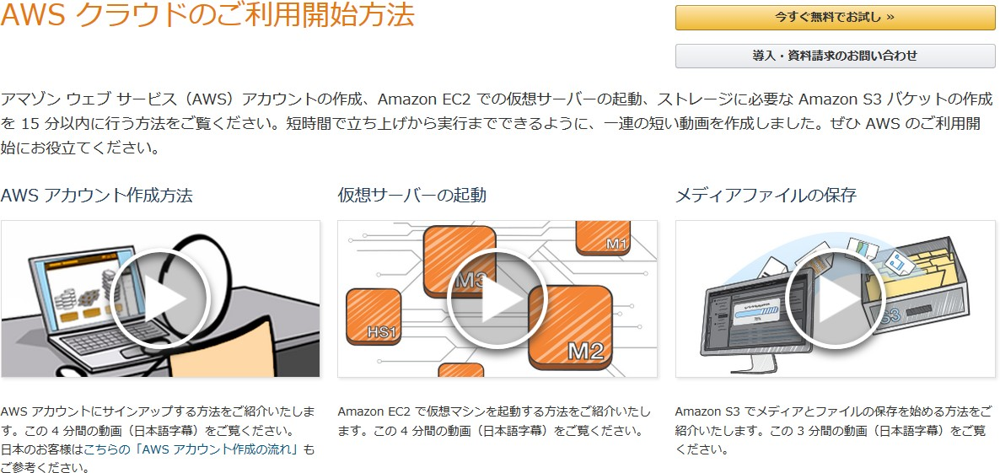 AWS クラウドのご利用開始方法
今すぐ無料でお試し »
導入・資料請求のお問い合わせ
アマゾン ウェブ サービス（AWS）アカウントの作成、Amazon EC2 での仮想サーバーの起動、ストレージに必要な Amazon S3 バケットの作成
を 15 分以内に行う方法をご覧ください。短時間で立ち上げから実行までできるように、一連の短い動画を作成しました。ぜひ AWS のご利用開
始にお役立てください。
AWS アカウント作成方法
仮想サーバーの起動
メディアファイルの保存
M3
M1
HS1
M2
S3
AWS アカウントにサインアップする方法をご紹介いたしま
す。この 4 分間の動画（日本語字幕）をご覧ください。
日本のお客様はこちらの「AWS アカウント作成の流れ」も
ご参考ください。
Amazon EC2 で仮想マシンを起動する方法をご紹介いたし
ます。この 4 分間の動画（日本語字幕）をご覧ください。
Amazon S3 でメディアとファイルの保存を始める方法をご
紹介いたします。この 3 分間の動画（日本語字幕）をご覧
ください。